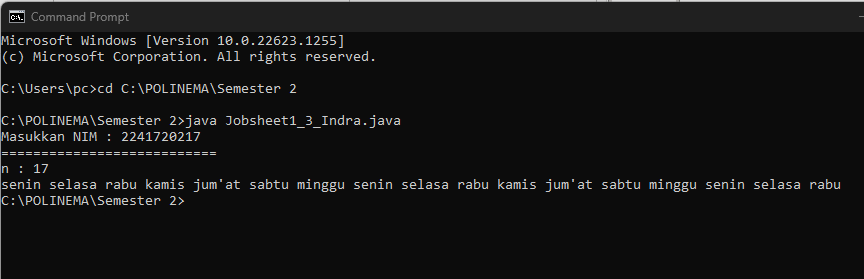 Command Prompt
Microsoft Windows [Version 10.0.22623.1255]
(c) Microsoft Corporation. All rights reserved.
C:\Users\pc>cd C:\POLINEMA\Semester 2
C:\POLINEMA\Semester 2>java Jobsheet1_3_Indra.java
Masukkan NIM : 2241720217
===========================
n : 17
senin selasa rabu kamis jum'at sabtu minggu senin selasa rabu kamis jum'at sabtu minggu senin selasa rabu
C:\POLINEMA\Semester 2>